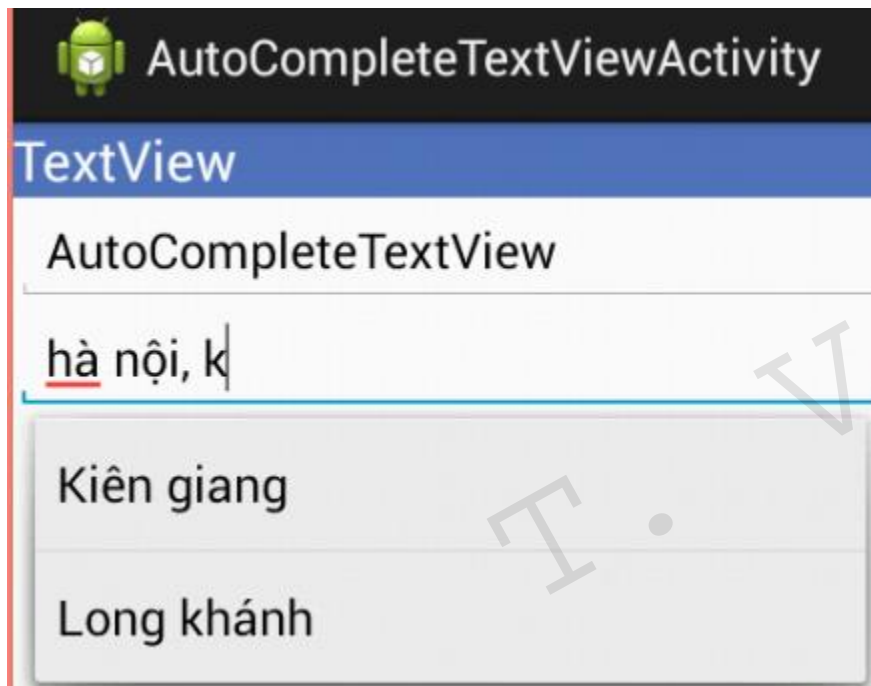 AutoCompleteTextViewActivity
TextView
AutoCompleteTextView
hà nội, k
Kiên giang
Long khánh
T. V